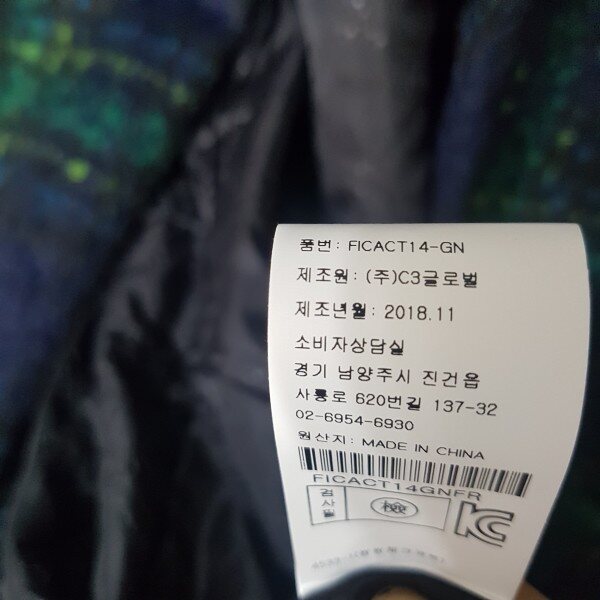 품번: FICACT14-GN
제조원: (주)C3글로벌
제조년월: 2018.11
소비자상담실
경기 남양주시 진건읍
사릉로 620번길 137-32
02-6954-6930
원산지: MADE IN CHINA
FICACT14GNFR
검사필 檢
KC